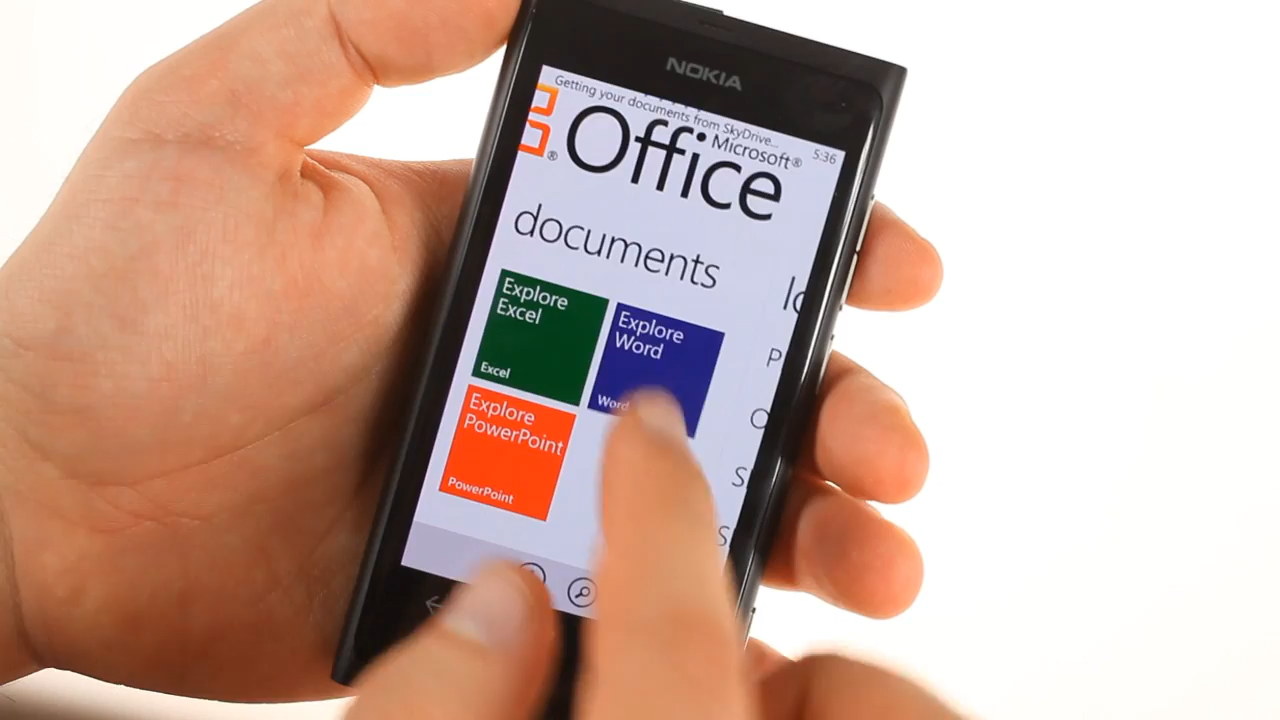 NOKIA
Getting your documents from SkyDrive...
5:36
Microsoft®
Office
®
documents
Explore
Excel
Excel
Explore
Word
Word
Explore
PowerPoint
PowerPoint